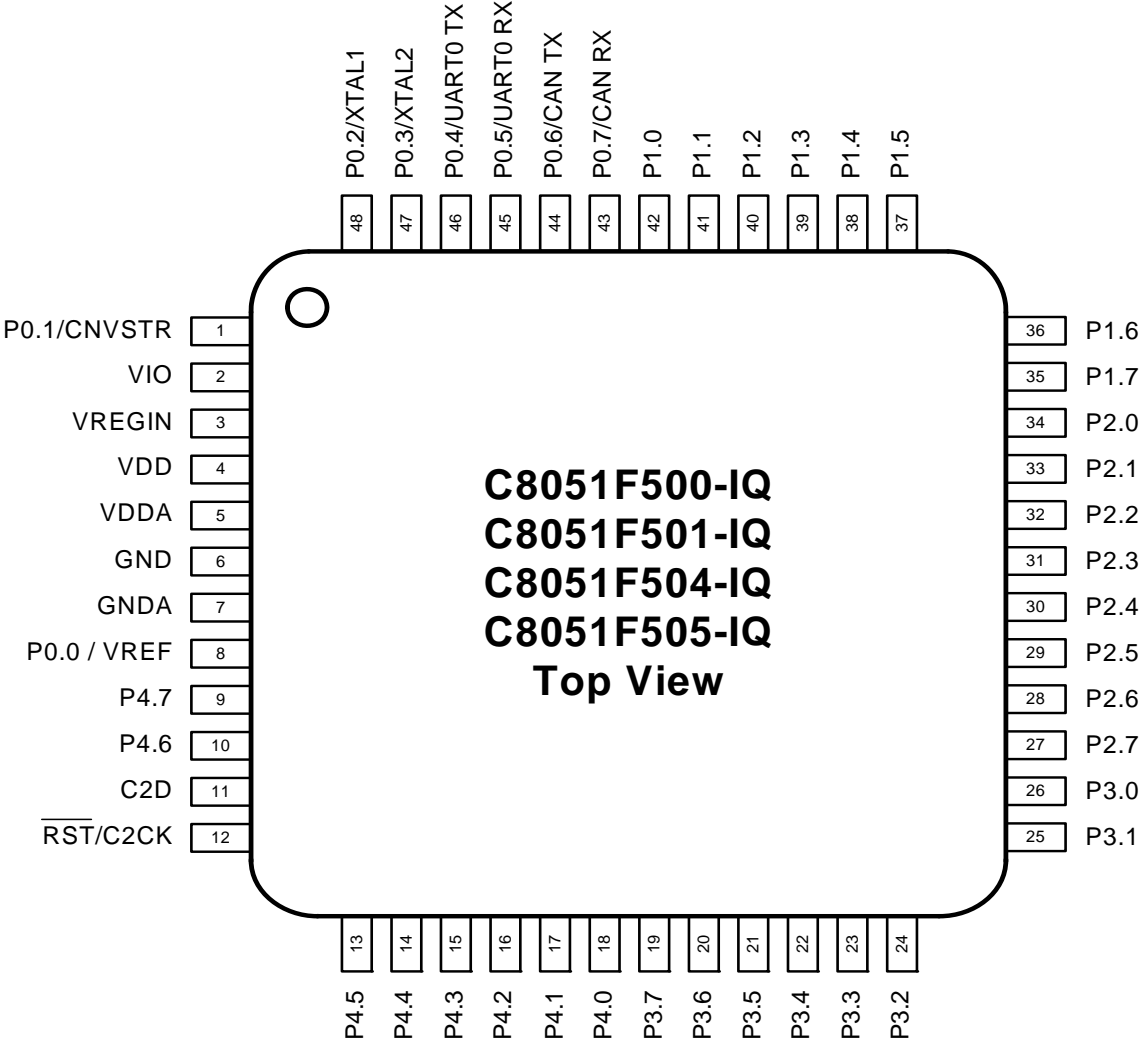 P0.2/XTAL1
P0.3/XTAL2
P0.4/UART0 TX
P0.5/UART0 RX
P0.6/CAN TX
P0.7/CAN RX
P1.0
P1.1
P1.2
P1.3
P1.4
P1.5
48
47
46
45
44
43
42
41
40
39
38
37
P0.1/CNVSTR 1
VIO 2
VREGIN 3
VDD 4
VDDA 5
GND 6
GNDA 7
P0.0 / VREF 8
P4.7 9
P4.6 10
C2D 11
RST/C2CK 12
C8051F500-IQ
C8051F501-IQ
C8051F504-IQ
C8051F505-IQ
Top View
36 P1.6
35 P1.7
34 P2.0
33 P2.1
32 P2.2
31 P2.3
30 P2.4
29 P2.5
28 P2.6
27 P2.7
26 P3.0
25 P3.1
13
14
15
16
17
18
19
20
21
22
23
24
P4.5
P4.4
P4.3
P4.2
P4.1
P4.0
P3.7
P3.6
P3.5
P3.4
P3.3
P3.2